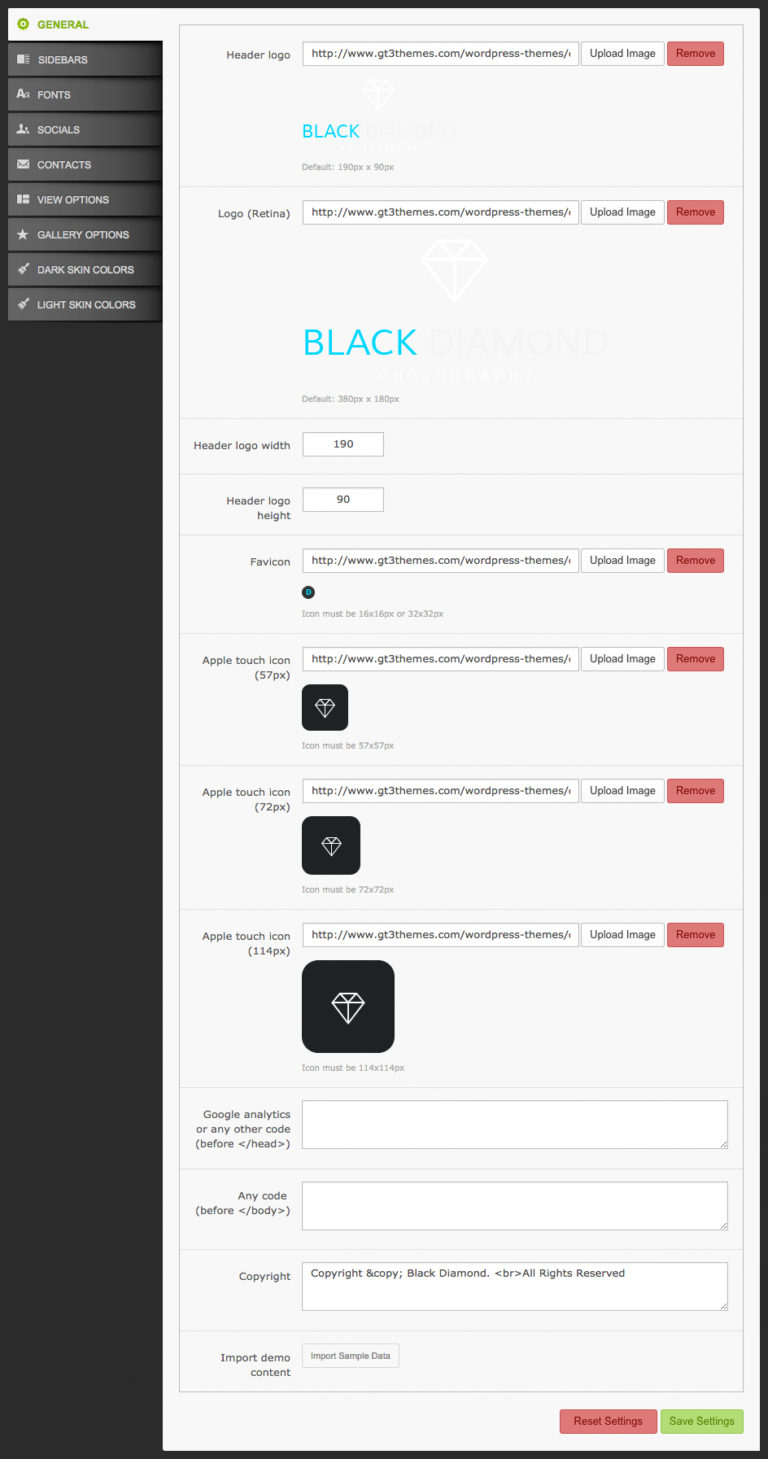 GENERAL
SIDEBARS
FONTS
SOCIALS
CONTACTS
VIEW OPTIONS
GALLERY OPTIONS
DARK SKIN COLORS
LIGHT SKIN COLORS
Header logo http://www.gt3themes.com/wordpress-themes/ Upload Image Remove
BLACK DIAMOND
Default: 190px x 90px
Logo (Retina) http://www.gt3themes.com/wordpress-themes/ Upload Image Remove
BLACK DIAMOND
PHOTOGRAPHY
Default: 380px x 180px
Header logo width 190
Header logo 90
height
Favicon http://www.gt3themes.com/wordpress-themes/ Upload Image Remove
D
Icon must be 16x16px or 32x32px
Apple touch icon http://www.gt3themes.com/wordpress-themes/ Upload Image Remove
(57px)
Icon must be 57x57px
Apple touch icon http://www.gt3themes.com/wordpress-themes/ Upload Image Remove
(72px)
Icon must be 72x72px
Apple touch icon http://www.gt3themes.com/wordpress-themes/ Upload Image Remove
(114px)
Icon must be 114x114px
Google analytics
or any other code
(before </head>)
Any code
(before </body>)
Copyright Copyright &copy; Black Diamond. <br>All Rights Reserved
Import demo Import Sample Data
content
Reset Settings Save Settings